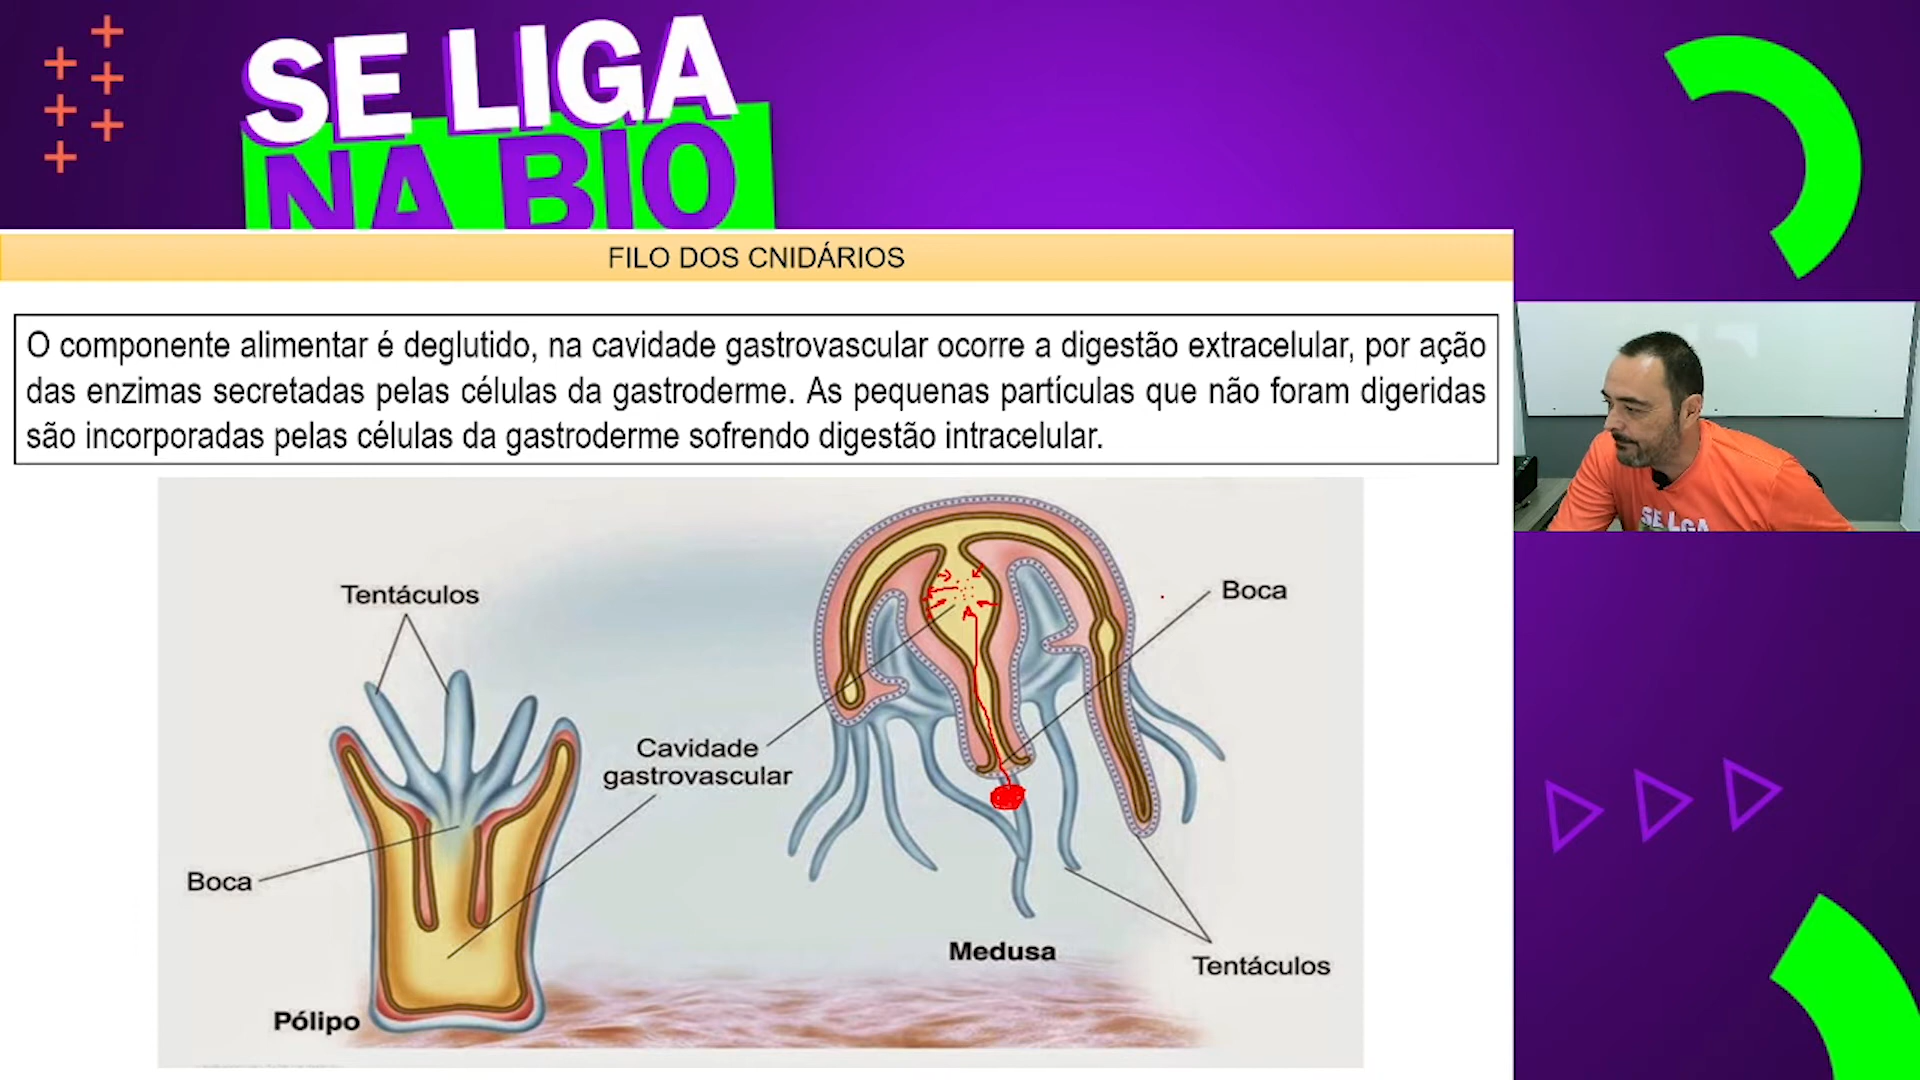 SE LIGA
NA BIO
FILO DOS CNIDÁRIOS
O componente alimentar é deglutido, na cavidade gastrovascular ocorre a digestão extracelular, por ação
das enzimas secretadas pelas células da gastroderme. As pequenas partículas que não foram digeridas
são incorporadas pelas células da gastroderme sofrendo digestão intracelular.
Tentáculos
Boca
Cavidade
gastrovascular
Boca
Medusa
Tentáculos
Pólipo
SE LGA